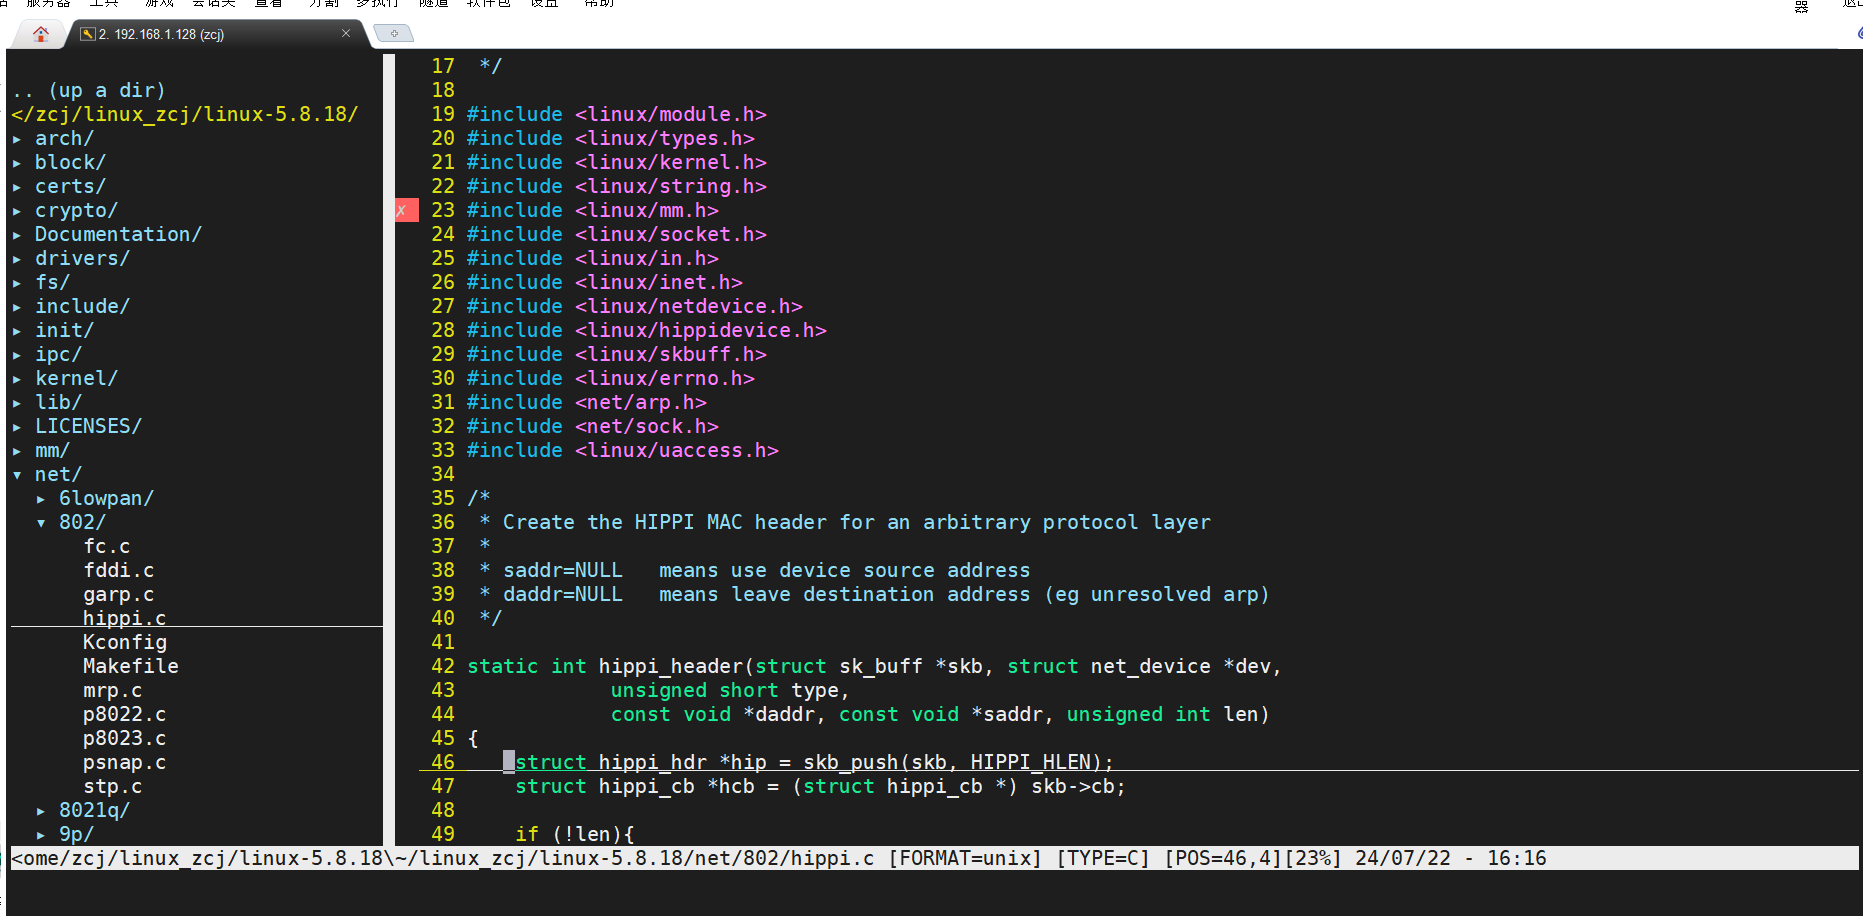 服务器 工具 游戏 会话类 查看 分割 多执行 隧道 软件包 设置 帮助
器
2. 192.168.1.128 (zcj)
.. (up a dir)
</zcj/linux_zcj/linux-5.8.18/
▸ arch/
▸ block/
▸ certs/
▸ crypto/
▸ Documentation/
▸ drivers/
▸ fs/
▸ include/
▸ init/
▸ ipc/
▸ kernel/
▸ lib/
▸ LICENSES/
▸ mm/
▾ net/
▸ 6lowpan/
▾ 802/
fc.c
fddi.c
garp.c
hippi.c
Kconfig
Makefile
mrp.c
p8022.c
p8023.c
psnap.c
stp.c
▸ 8021q/
▸ 9p/
17 */
18
19 #include <linux/module.h>
20 #include <linux/types.h>
21 #include <linux/kernel.h>
22 #include <linux/string.h>
✗ 23 #include <linux/mm.h>
24 #include <linux/socket.h>
25 #include <linux/in.h>
26 #include <linux/inet.h>
27 #include <linux/netdevice.h>
28 #include <linux/hippidevice.h>
29 #include <linux/skbuff.h>
30 #include <linux/errno.h>
31 #include <net/arp.h>
32 #include <net/sock.h>
33 #include <linux/uaccess.h>
34
35 /*
36 * Create the HIPPI MAC header for an arbitrary protocol layer
37 *
38 * saddr=NULL means use device source address
39 * daddr=NULL means leave destination address (eg unresolved arp)
40 */
41
42 static int hippi_header(struct sk_buff *skb, struct net_device *dev,
43 unsigned short type,
44 const void *daddr, const void *saddr, unsigned int len)
45 {
46 struct hippi_hdr *hip = skb_push(skb, HIPPI_HLEN);
47 struct hippi_cb *hcb = (struct hippi_cb *) skb->cb;
48
49 if (!len){
<ome/zcj/linux_zcj/linux-5.8.18\~/linux_zcj/linux-5.8.18/net/802/hippi.c [FORMAT=unix] [TYPE=C] [POS=46,4][23%] 24/07/22 - 16:16